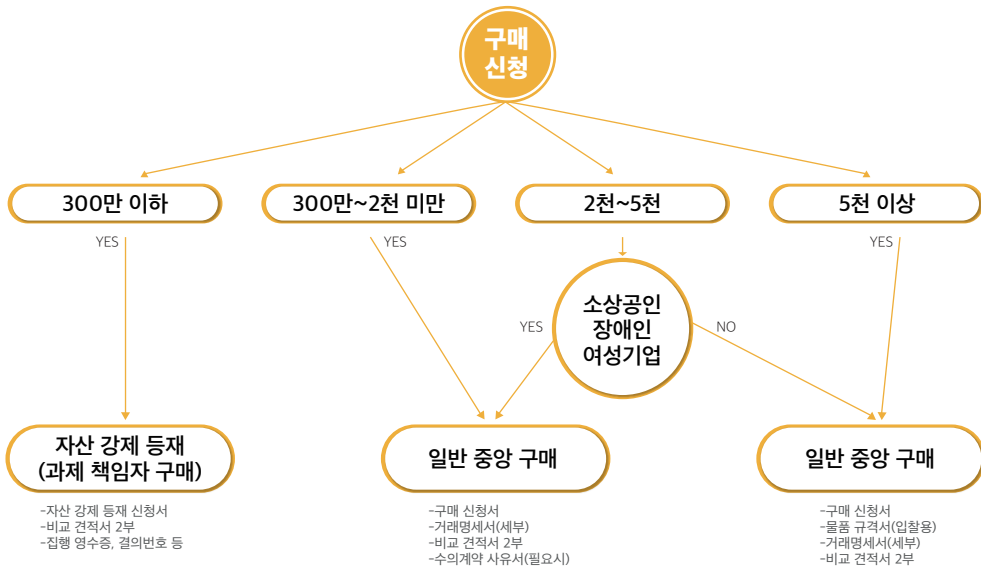 구매
신청
300만 이하
300만~2천 미만
2천~5천
5천 이상
YES
YES
YES
소상공인
장애인
여성기업
YES
NO
자산 강제 등재
(과제 책임자 구매)
일반 중앙 구매
일반 중앙 구매
-자산 강제 등재 신청서
-비교 견적서 2부
-집행 영수증, 결의번호 등
-구매 신청서
-거래명세서(세부)
-비교 견적서 2부
-수의계약 사유서(필요시)
-구매 신청서
-물품 규격서(입찰용)
-거래명세서(세부)
-비교 견적서 2부